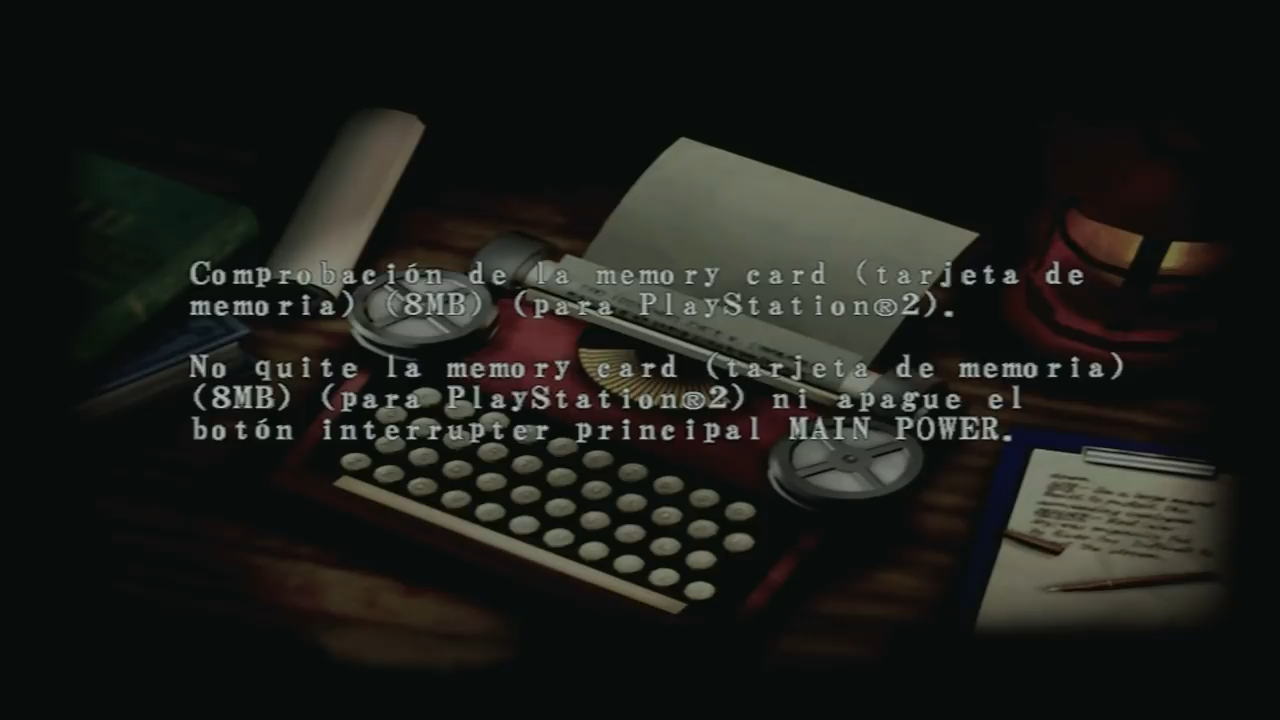 Comprobación de la memory card (tarjeta de
memoria) (8MB) (para PlayStation®2).
No quite la memory card (tarjeta de memoria)
(8MB) (para PlayStation®2) ni apague el
botón interrupter principal MAIN POWER.